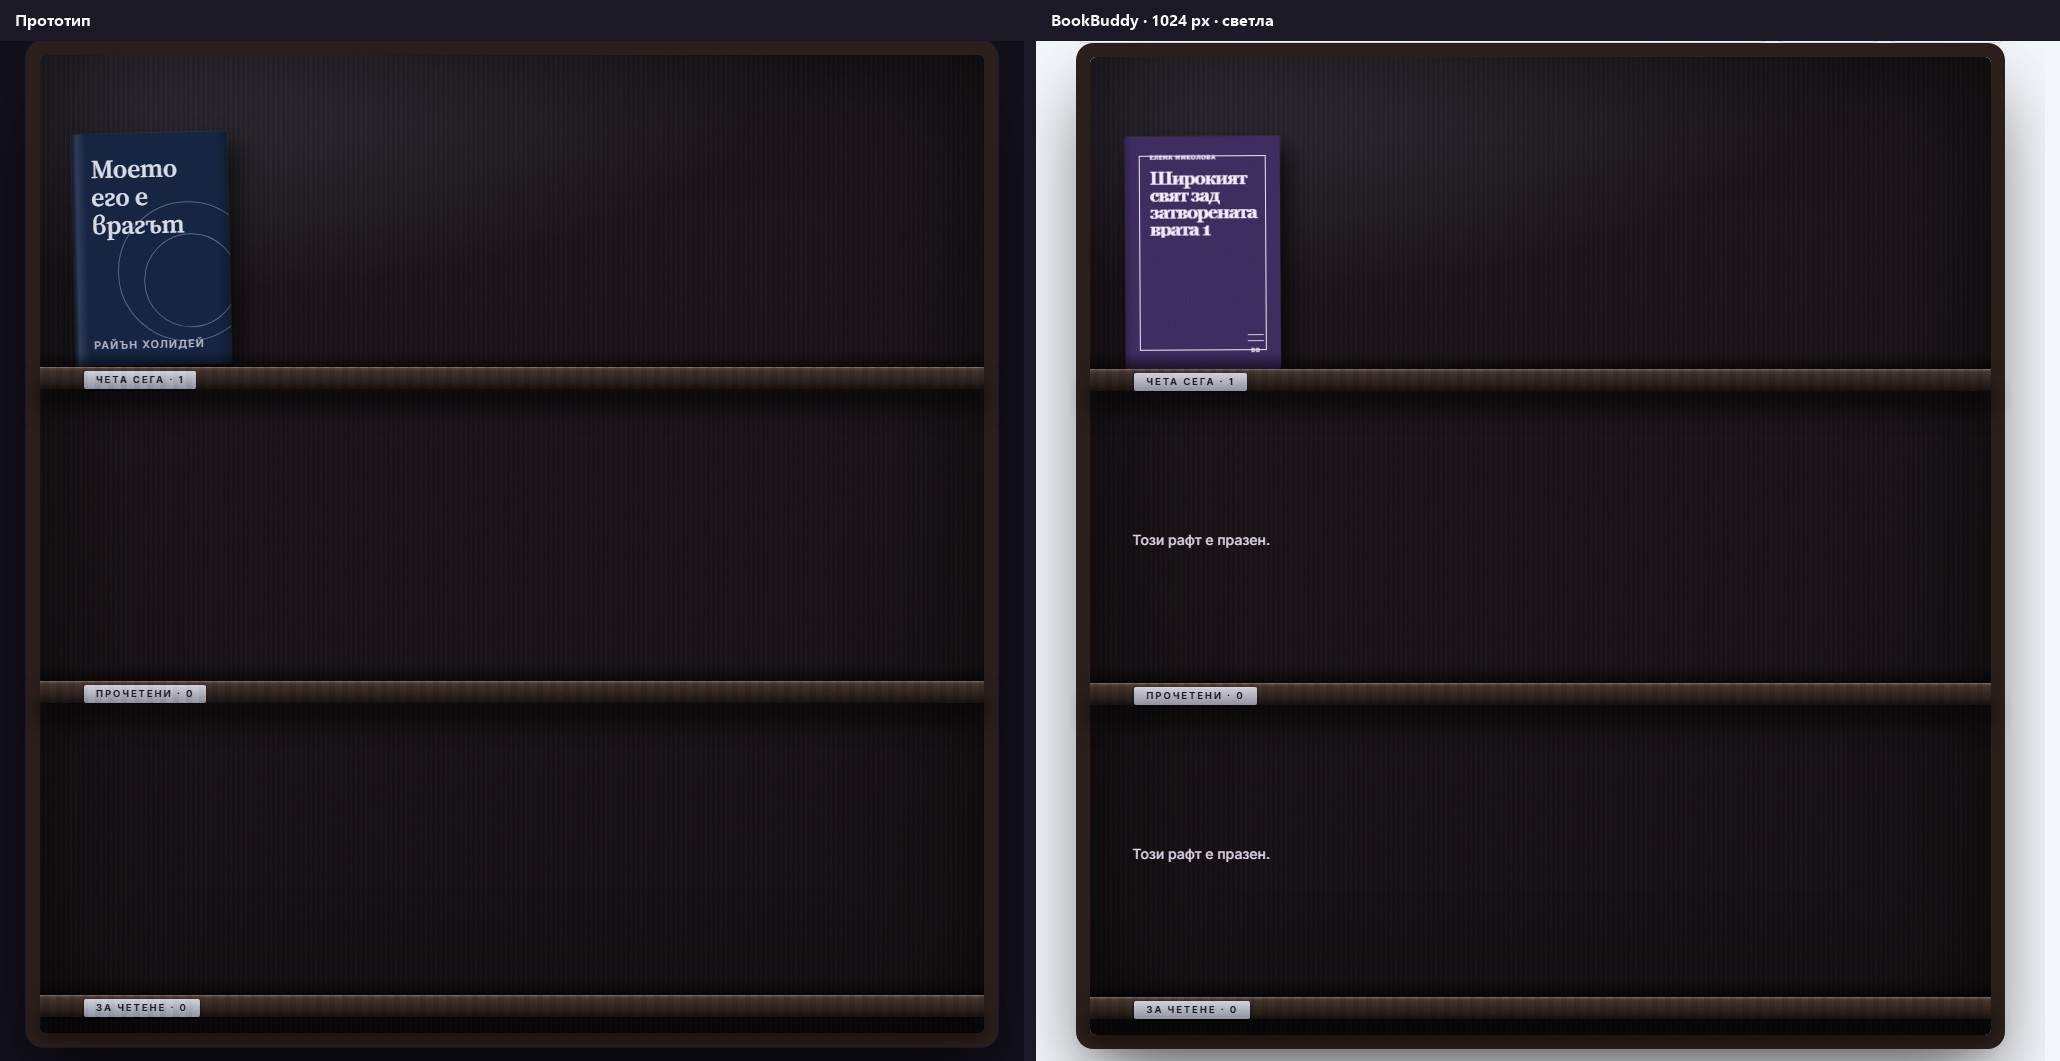 Прототип
Моето
его е
врагът
РАЙЪН ХОЛИДЕЙ
ЧЕТА СЕГА · 1
ПРОЧЕТЕНИ · 0
ЗА ЧЕТЕНЕ · 0
BookBuddy · 1024 px · светла
ЕЛЕНА НИКОЛОВА
Широкият
свят зад
затворената
врата 1
BB
ЧЕТА СЕГА · 1
Този рафт е празен.
ПРОЧЕТЕНИ · 0
Този рафт е празен.
ЗА ЧЕТЕНЕ · 0